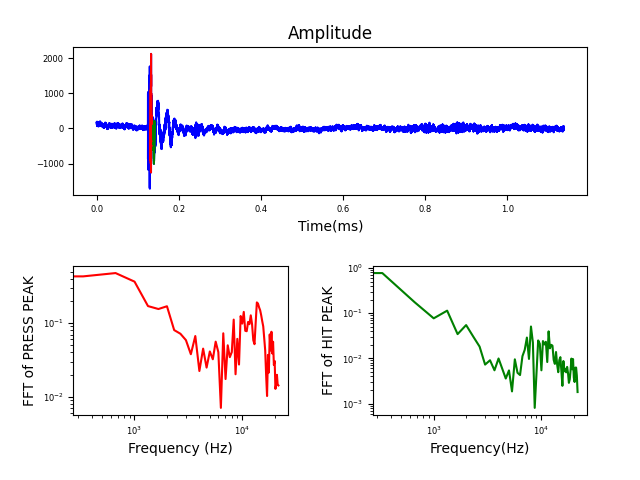 Amplitude
2000
1000
0
−1000
0.0 0.2 0.4 0.6 0.8 1.0
Time(ms)
FFT of PRESS PEAK
10⁻¹
10⁻²
10³ 10⁴
Frequency (Hz)
FFT of HIT PEAK
10⁰
10⁻¹
10⁻²
10⁻³
10³ 10⁴
Frequency(Hz)